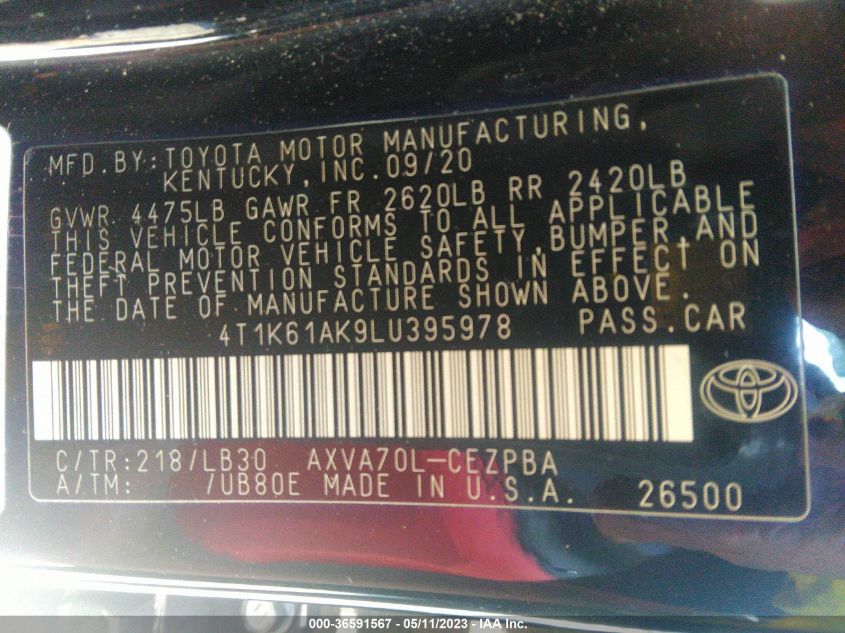 MFD. BY: TOYOTA MOTOR MANUFACTURING,
KENTUCKY, INC. 09/20
GVWR 4475LB GAWR FR 2620LB RR 2420LB
THIS VEHICLE CONFORMS TO ALL APPLICABLE
FEDERAL MOTOR VEHICLE SAFETY, BUMPER, AND
THEFT PREVENTION STANDARDS IN EFFECT ON
THE DATE OF MANUFACTURE SHOWN ABOVE.
4T1K61AK9LU395978 PASS.CAR
C/TR:218/LB30 AXVA70L-CEZPBA
A/TM: /UB80E MADE IN U.S.A. 26500
000-36591567 - 05/11/2023 - IAA Inc.